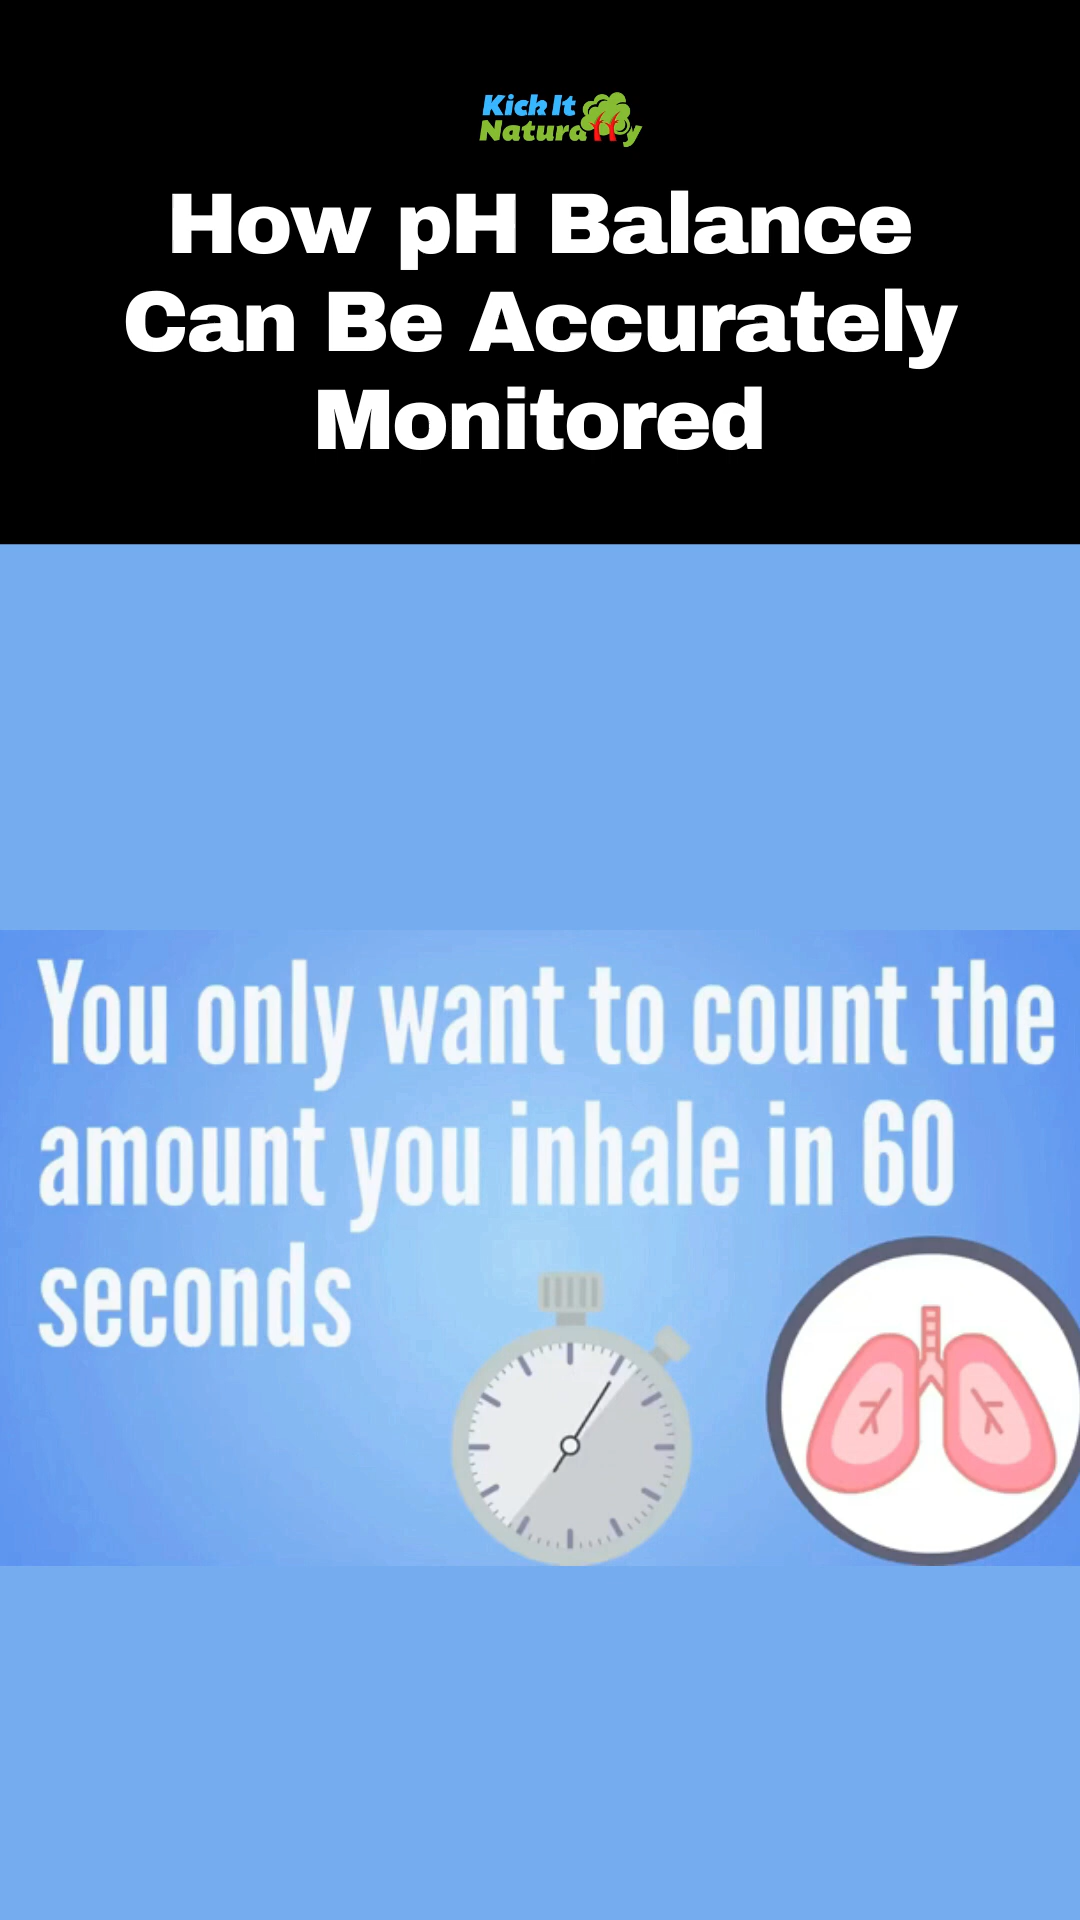 Kick It
Naturally
How pH Balance
Can Be Accurately
Monitored
You only want to count the
amount you inhale in 60
seconds